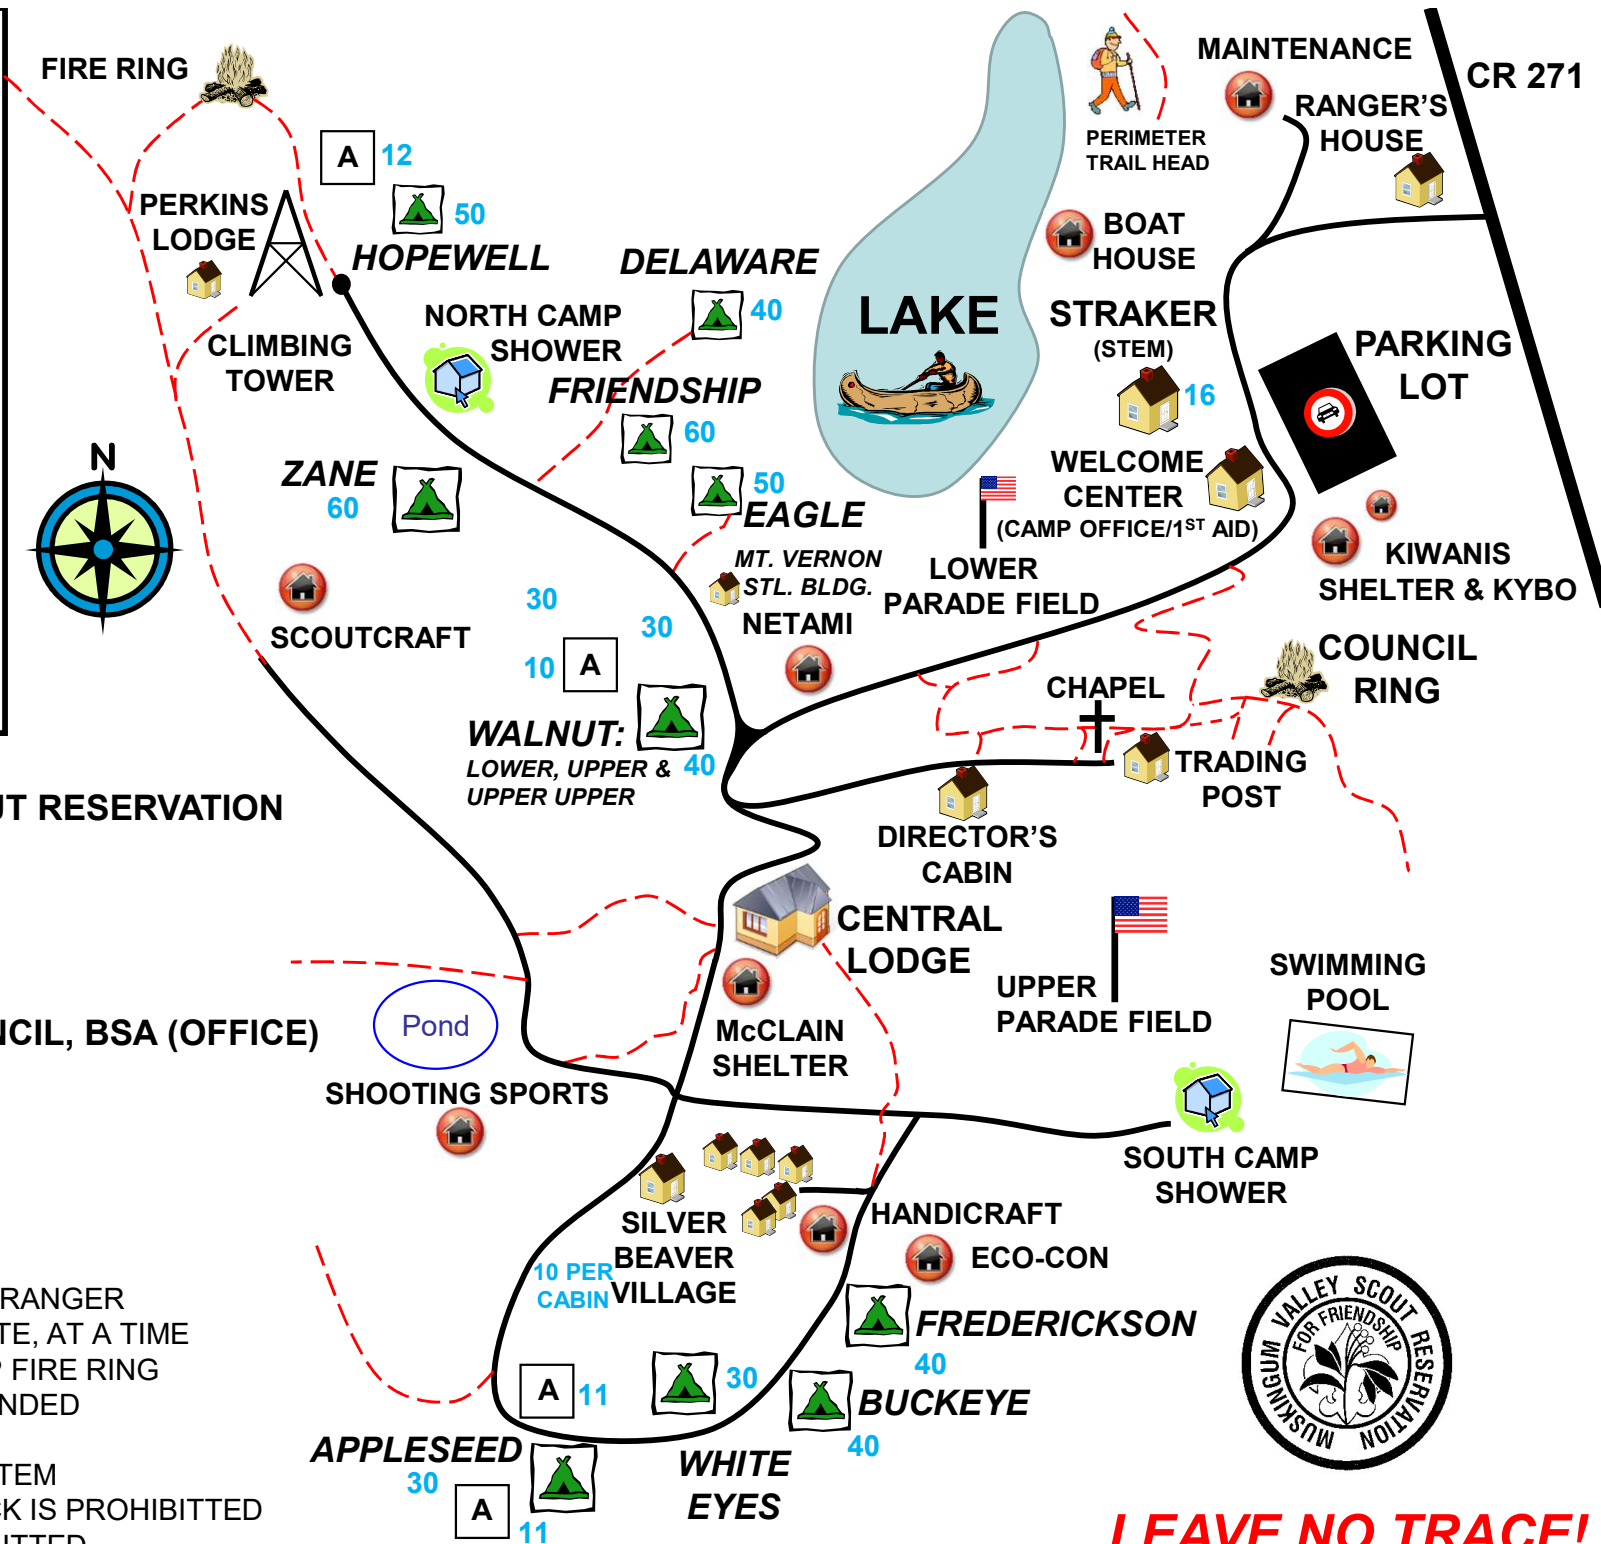 FIRE RING
A 12
50
HOPEWELL
PERKINS
LODGE
CLIMBING
TOWER
NORTH CAMP
SHOWER
DELAWARE
40
FRIENDSHIP
60
50
EAGLE
ZANE
60
N
SCOUTCRAFT
MT. VERNON
STL. BLDG.
NETAMI
30
30
10 A
WALNUT:
LOWER, UPPER &
UPPER UPPER
40
LAKE
PERIMETER
TRAIL HEAD
MAINTENANCE
RANGER'S
HOUSE
CR 271
BOAT
HOUSE
STRAKER
(STEM)
16
PARKING
LOT
WELCOME
CENTER
(CAMP OFFICE/1ST AID)
LOWER
PARADE FIELD
KIWANIS
SHELTER & KYBO
COUNCIL
RING
CHAPEL
TRADING
POST
DIRECTOR'S
CABIN
UT RESERVATION
CENTRAL
LODGE
UPPER
PARADE FIELD
SWIMMING
POOL
NCIL, BSA (OFFICE)
Pond
McCLAIN
SHELTER
SHOOTING SPORTS
SOUTH CAMP
SHOWER
SILVER
BEAVER
VILLAGE
10 PER
CABIN
HANDICRAFT
ECO-CON
FREDERICKSON
40
BUCKEYE
40
30
WHITE
EYES
A 11
APPLESEED
30
A
11
RANGER
TE, AT A TIME
P FIRE RING
NDED
STEM
CK IS PROHIBITTED
MUSKINGUM VALLEY SCOUT RESERVATION
FOR FRIENDSHIP
LEAVE NO TRACE!